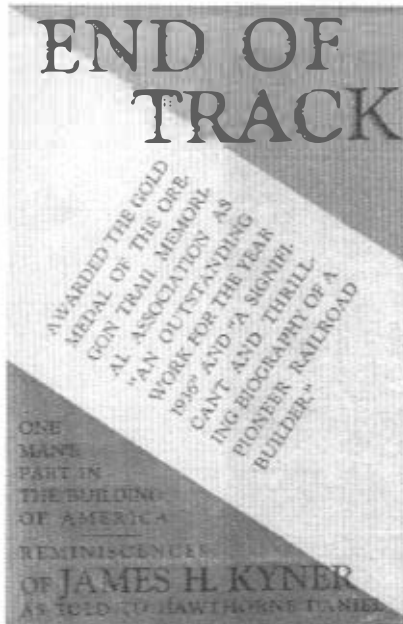 END OF
TRACK
AWARDED THE GOLD
MEDAL OF THE ORE-
GON TRAIL MEMORI-
AL ASSOCIATION AS
"AN OUTSTANDING
WORK FOR THE YEAR
1939" AND "A SIGNIFI-
CANT AND THRILL-
ING BIOGRAPHY OF A
PIONEER RAILROAD
BUILDER."
ONE
MAN'S
PART IN
THE BUILDING
OF AMERICA
REMINISCENCES
OF JAMES H. KYNER
AS TOLD TO HAWTHORNE DANIEL